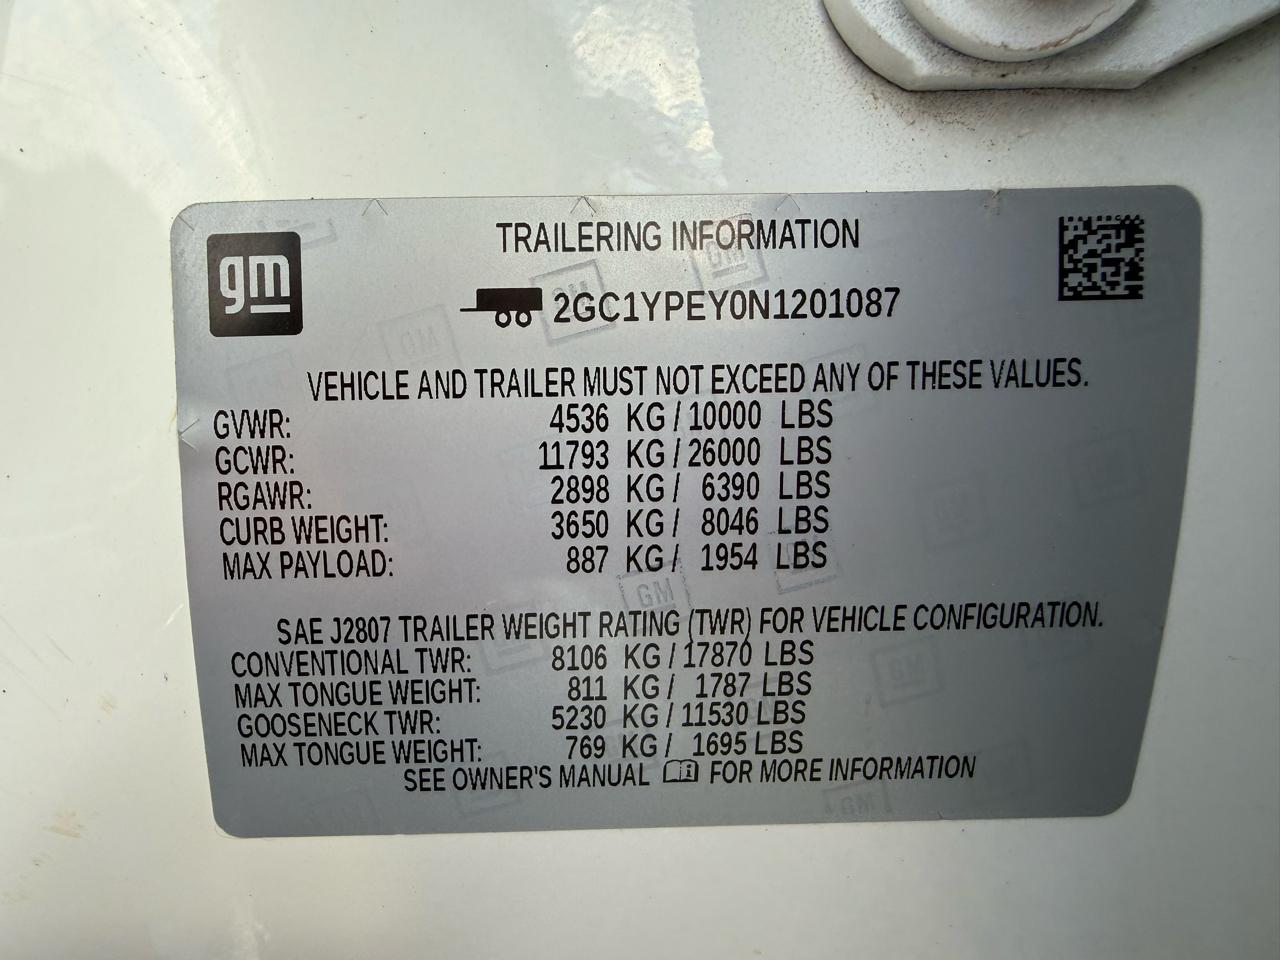 gm
TRAILERING INFORMATION
2GC1YPEY0N1201087
VEHICLE AND TRAILER MUST NOT EXCEED ANY OF THESE VALUES.
GVWR: 4536 KG / 10000 LBS
GCWR: 11793 KG / 26000 LBS
RGAWR: 2898 KG / 6390 LBS
CURB WEIGHT: 3650 KG / 8046 LBS
MAX PAYLOAD: 887 KG / 1954 LBS
SAE J2807 TRAILER WEIGHT RATING (TWR) FOR VEHICLE CONFIGURATION.
CONVENTIONAL TWR: 8106 KG / 17870 LBS
MAX TONGUE WEIGHT: 811 KG / 1787 LBS
GOOSENECK TWR: 5230 KG / 11530 LBS
MAX TONGUE WEIGHT: 769 KG / 1695 LBS
SEE OWNER'S MANUAL FOR MORE INFORMATION